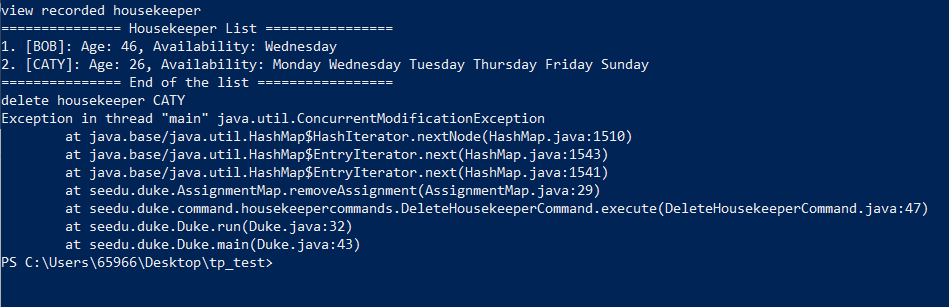 view recorded housekeeper
=============== Housekeeper List ================
1. [BOB]: Age: 46, Availability: Wednesday
2. [CATY]: Age: 26, Availability: Monday Wednesday Tuesday Thursday Friday Sunday
=============== End of the list =================
delete housekeeper CATY
Exception in thread "main" java.util.ConcurrentModificationException
        at java.base/java.util.HashMap$HashIterator.nextNode(HashMap.java:1510)
        at java.base/java.util.HashMap$EntryIterator.next(HashMap.java:1543)
        at java.base/java.util.HashMap$EntryIterator.next(HashMap.java:1541)
        at seedu.duke.AssignmentMap.removeAssignment(AssignmentMap.java:29)
        at seedu.duke.command.housekeepercommands.DeleteHousekeeperCommand.execute(DeleteHousekeeperCommand.java:47)
        at seedu.duke.Duke.run(Duke.java:32)
        at seedu.duke.Duke.main(Duke.java:43)
PS C:\Users\65966\Desktop\tp_test>